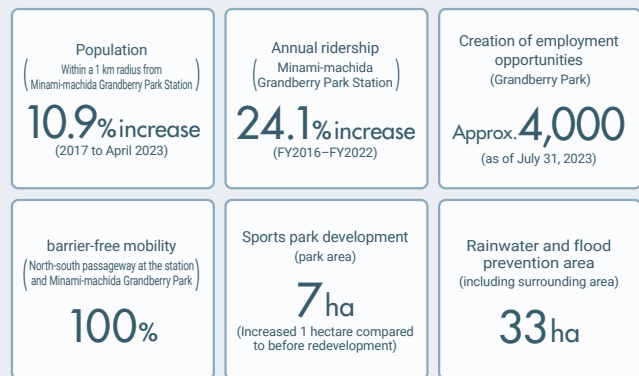 Population
(Within a 1 km radius from
Minami-machida Grandberry Park Station)
10.9% increase
(2017 to April 2023)
Annual ridership
(Minami-machida
Grandberry Park Station)
24.1% increase
(FY2016–FY2022)
Creation of employment
opportunities
(Grandberry Park)
Approx. 4,000
(as of July 31, 2023)
barrier-free mobility
(North-south passageway at the station
and Minami-machida Grandberry Park)
100%
Sports park development
(park area)
7 ha
(Increased 1 hectare compared
to before redevelopment)
Rainwater and flood
prevention area
(including surrounding area)
33 ha